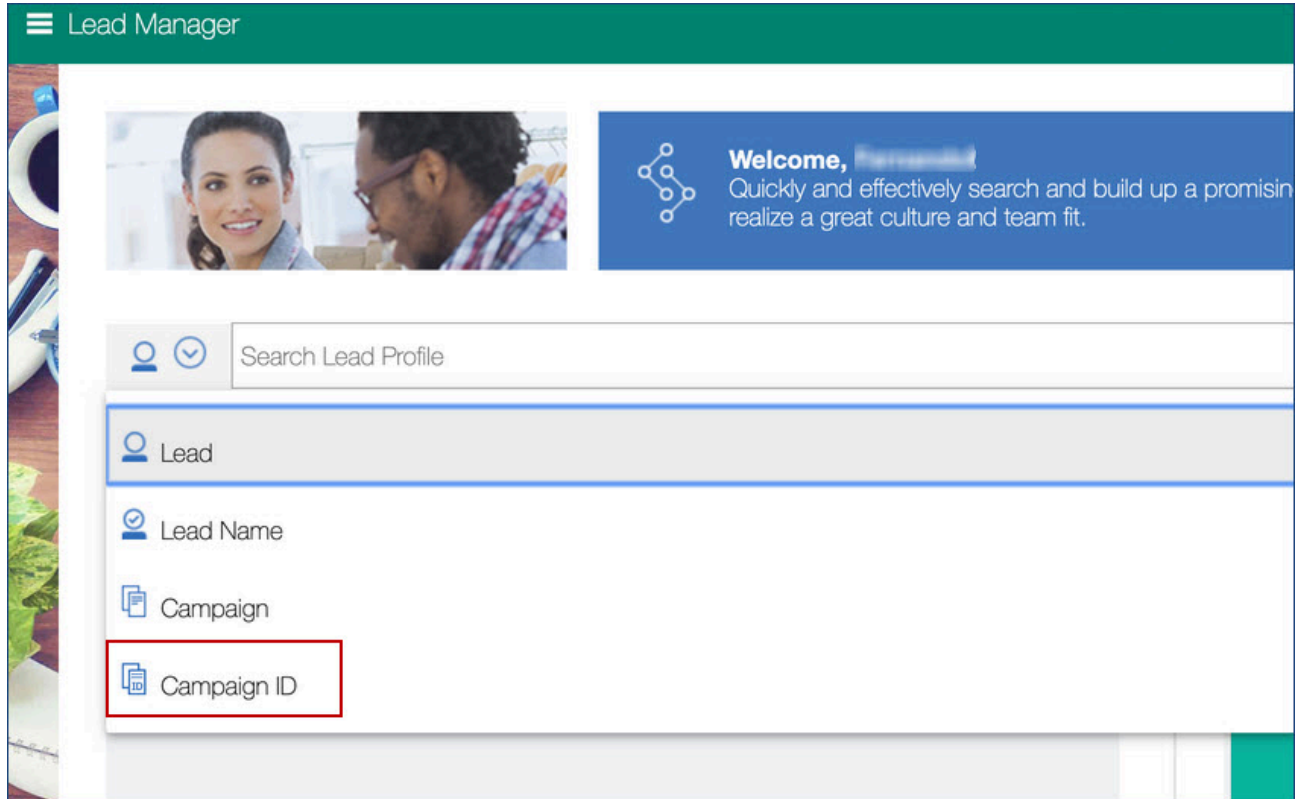 Lead Manager
Welcome,
Quickly and effectively search and build up a promisin
realize a great culture and team fit.
Search Lead Profile
Lead
Lead Name
Campaign
ID Campaign ID